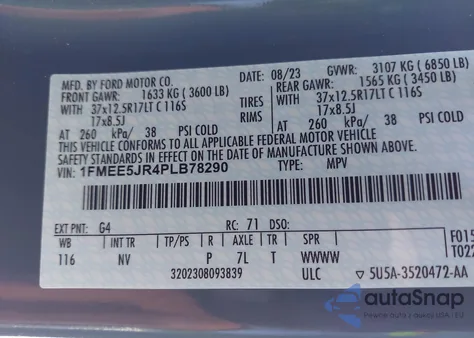 MFD. BY FORD MOTOR CO.
DATE: 08/23 GVWR: 3107 KG ( 6850 LB)
FRONT GAWR: 1633 KG ( 3600 LB) REAR GAWR: 1565 KG ( 3450 LB)
37x12.5R17LT C 116S TIRES 37x12.5R17LT C 116S
17x8.5J RIMS 17x8.5J
AT 260 kPa/ 38 PSI COLD AT 260 kPa/ 38 PSI COLD
THIS VEHICLE CONFORMS TO ALL APPLICABLE FEDERAL MOTOR VEHICLE
SAFETY STANDARDS IN EFFECT ON THE DATE OF MANUFACTURE SHOWN ABOVE.
VIN: 1FMEE5JR4PLB78290 TYPE: MPV
EXT PNT: G4 RC: 71 DSO:
WB INT TR TP/PS R AXLE TR SPR
116 NV P 7L T WWWW
F015
T022
3202308093839 ULC ▽ 5U5A-3520472-AA
autoSnap